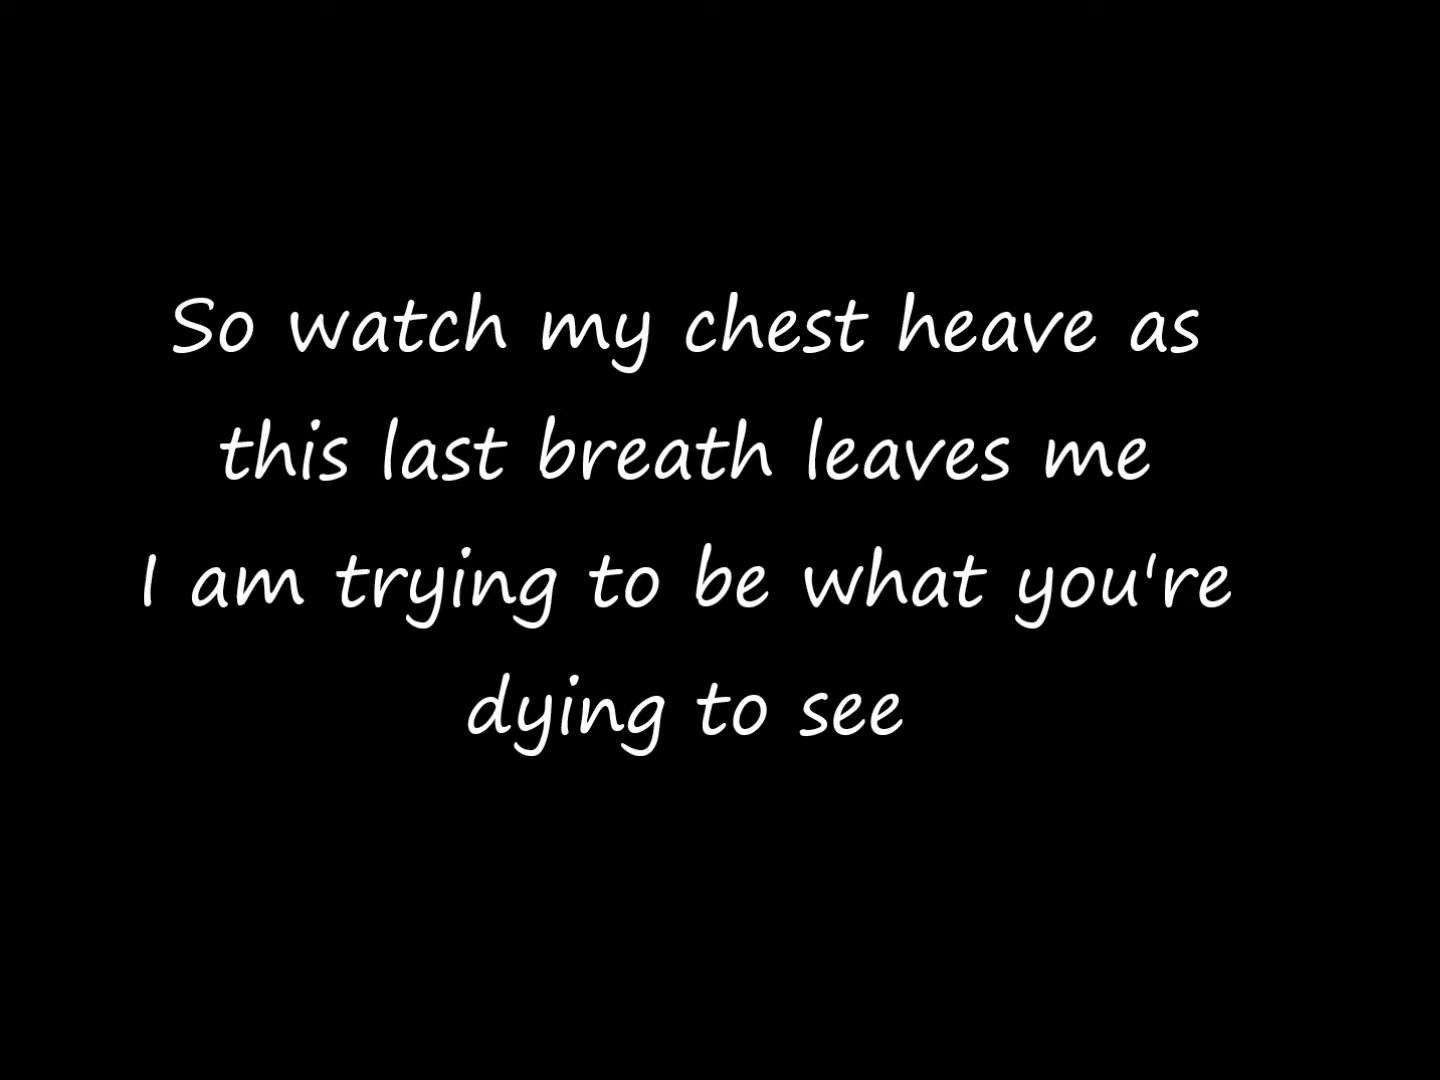 So watch my chest heave as
this last breath leaves me
I am trying to be what you're
dying to see